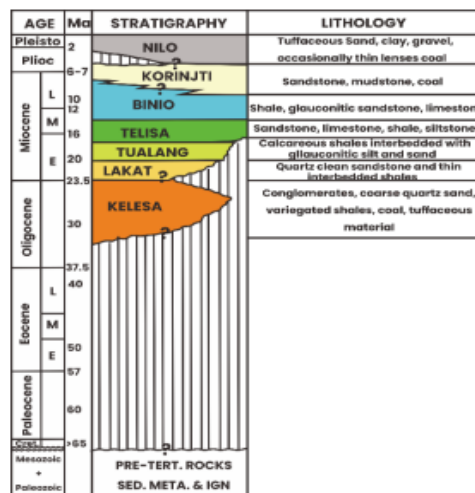 AGE Ma STRATIGRAPHY LITHOLOGY
Pleisto 2 NILO Tuffaceous Sand, clay, gravel,
occasionally thin lenses coal
Plioc ?
6-7 KORINJTI Sandstone, mudstone, coal
?
Miocene
L 10 BINIO Shale, glauconitic sandstone, limeston
12
M 16 TELISA Sandstone, limestone, shale, siltstone
E TUALANG Calcareous shales interbedded with
gllauconitic silt and sand
20 LAKAT Quartz clean sandstone and thin
interbedded shales
23.5 ?
Oligocene KELESA Conglomerates, coarse quartz sand,
variegated shales, coal, tuffaceous
material
30
?
37.5
40
Eocene
L
M
50
E
57
Paleocene
60
Cret. >65 ?
Mesozoic
+
Paleozoic
PRE-TERT. ROCKS
SED. META. & IGN